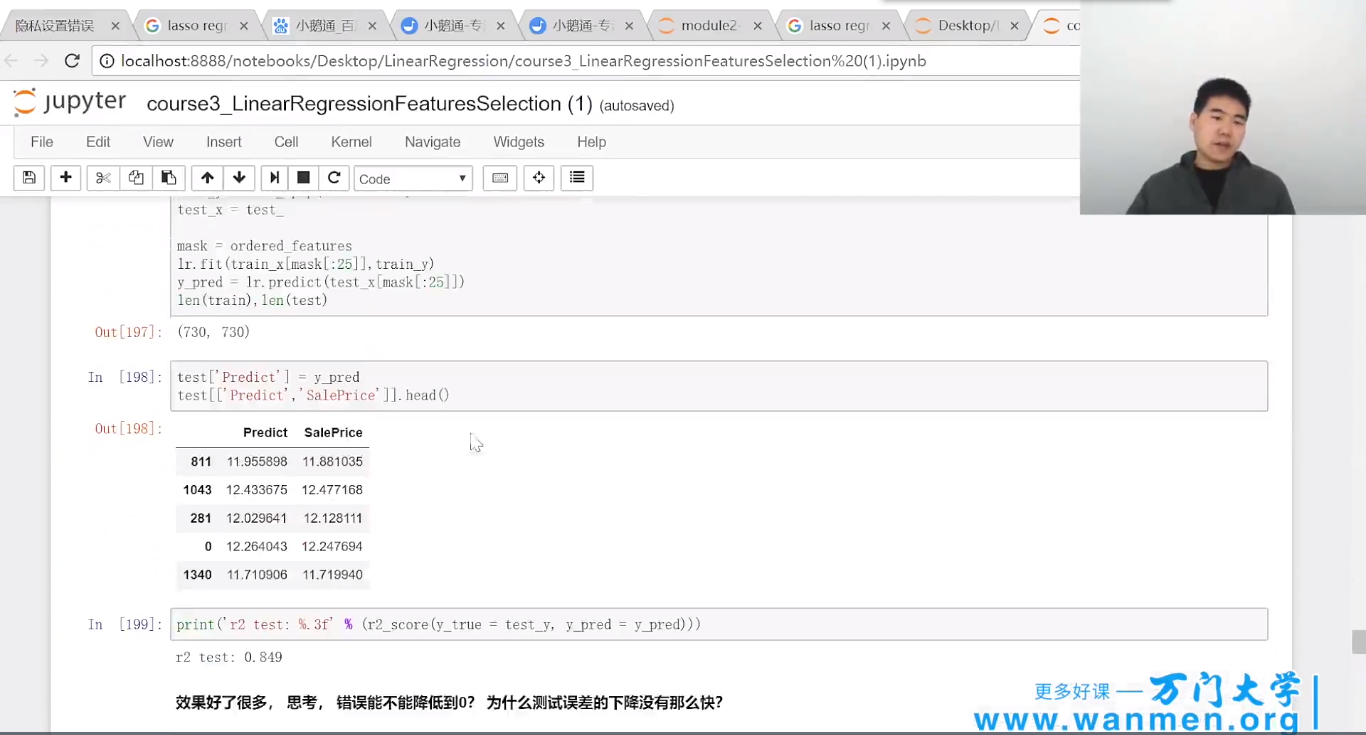 隐私设置错误
lasso regr
小鹅通_百
小鹅通-专
小鹅通-专
module2-
lasso regr
Desktop/L
co
localhost:8888/notebooks/Desktop/LinearRegression/course3_LinearRegressionFeaturesSelection%20(1).ipynb
jupyter course3_LinearRegressionFeaturesSelection (1) (autosaved)
File Edit View Insert Cell Kernel Navigate Widgets Help
Code
test_x = test_
mask = ordered_features
lr.fit(train_x[mask[:25]],train_y)
y_pred = lr.predict(test_x[mask[:25]])
len(train),len(test)
Out[197]: (730, 730)
In [198]: test['Predict'] = y_pred
test[['Predict','SalePrice']].head()
Out[198]:
Predict SalePrice
811 11.955898 11.881035
1043 12.433675 12.477168
281 12.029641 12.128111
0 12.264043 12.247694
1340 11.710906 11.719940
In [199]: print('r2 test: %.3f' % (r2_score(y_true = test_y, y_pred = y_pred)))
r2 test: 0.849
效果好了很多， 思考， 错误能不能降低到0？ 为什么测试误差的下降没有那么快？
更多好课 — 万门大学
www.wanmen.org